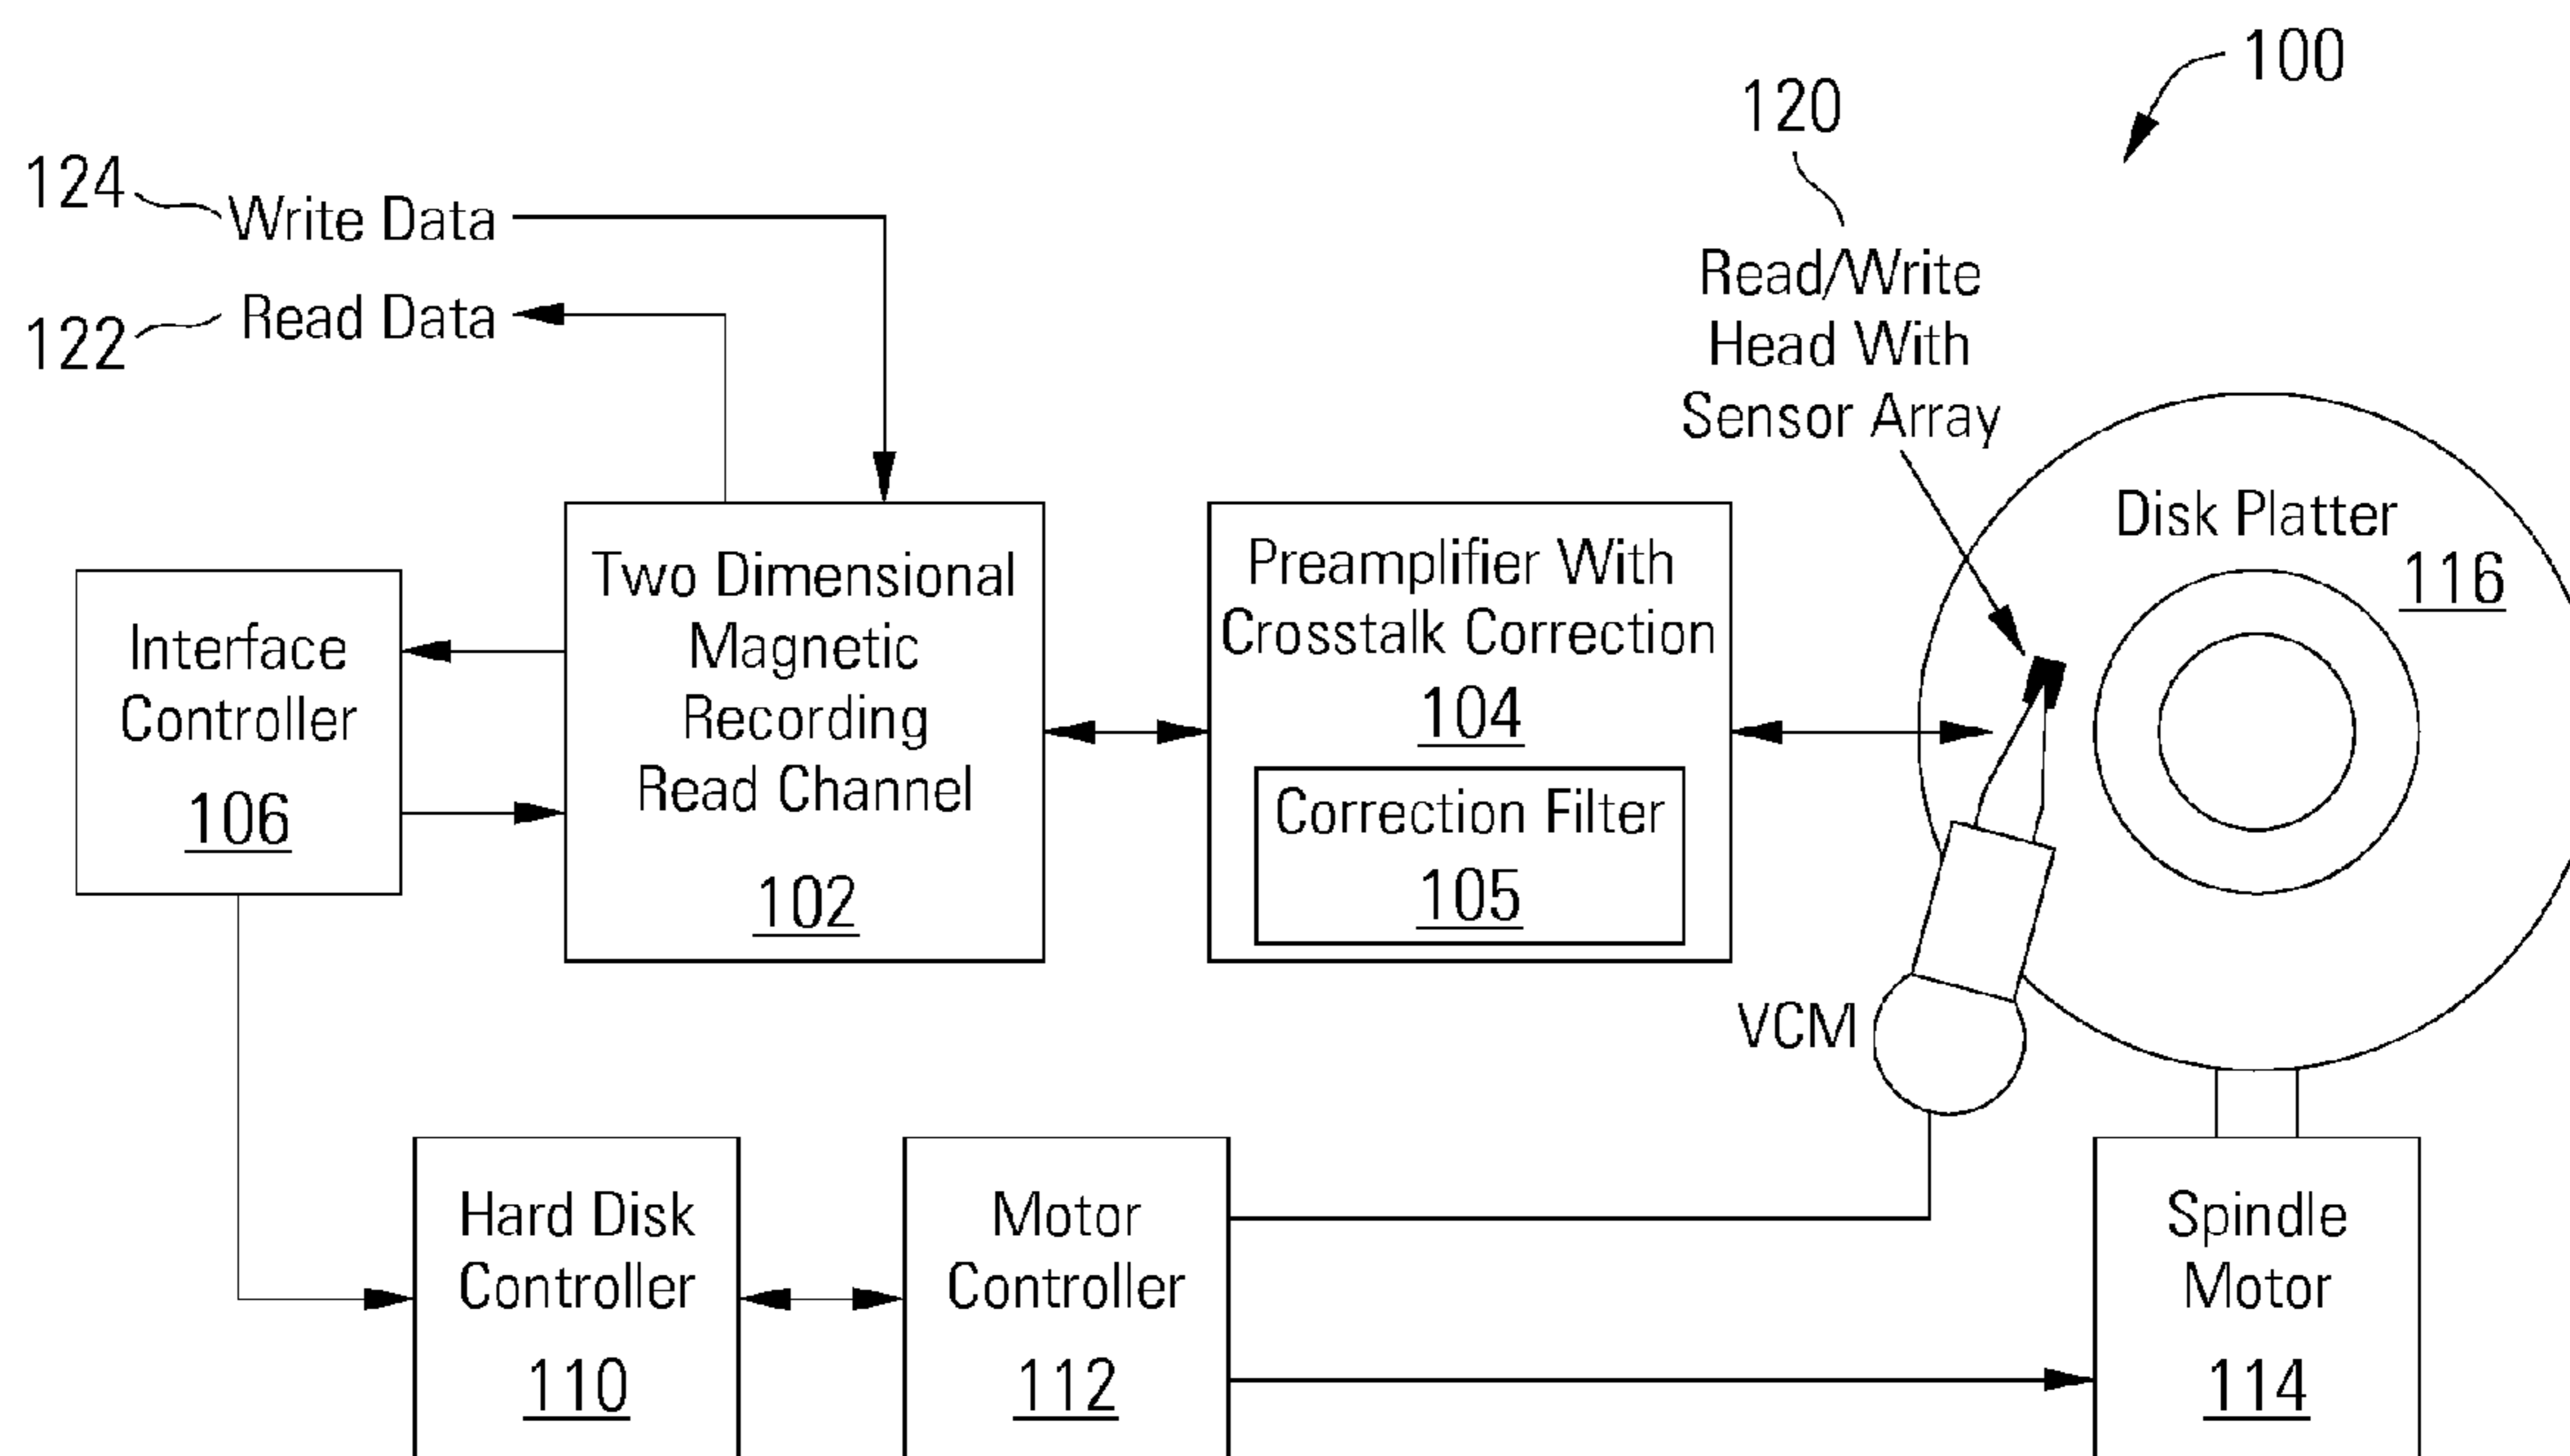 100
120
124
Write Data
Read/Write
Head With
Sensor Array
122
Read Data
Disk Platter
116
Interface
Controller
106
Two Dimensional
Magnetic
Recording
Read Channel
102
Preamplifier With
Crosstalk Correction
104
Correction Filter
105
VCM
Hard Disk
Controller
110
Motor
Controller
112
Spindle
Motor
114